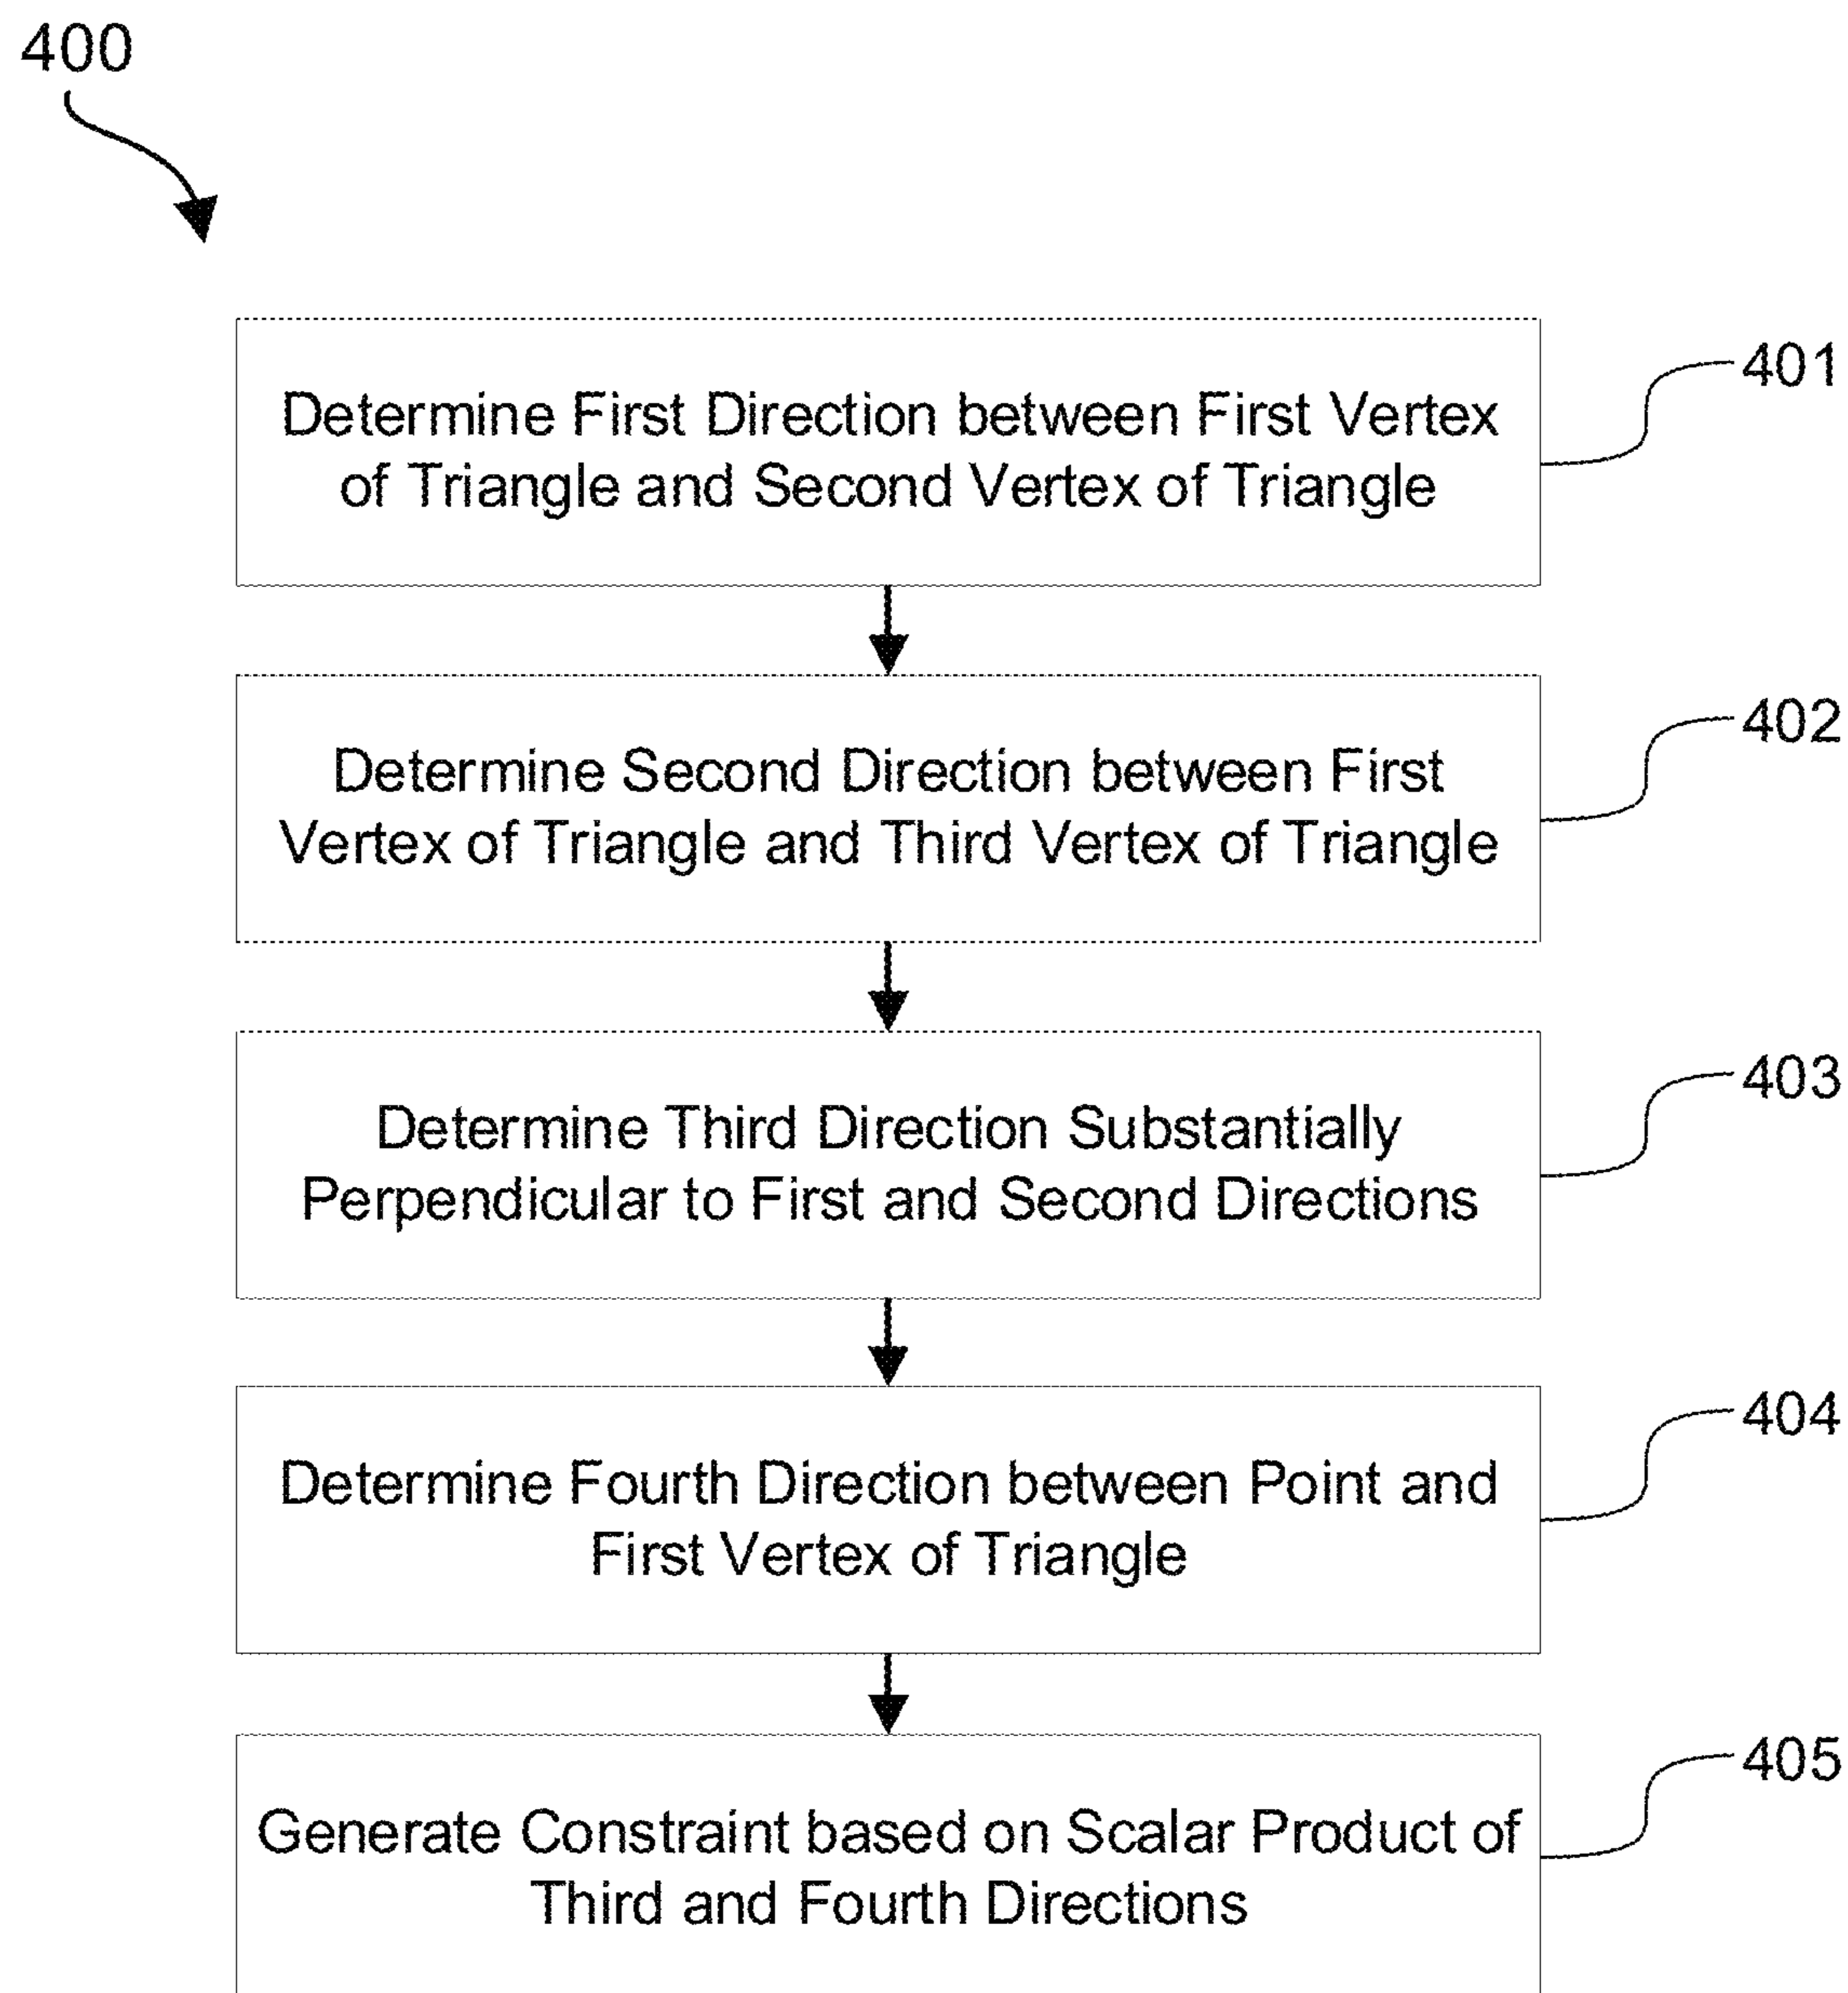 400
Determine First Direction between First Vertex
of Triangle and Second Vertex of Triangle
401
Determine Second Direction between First
Vertex of Triangle and Third Vertex of Triangle
402
Determine Third Direction Substantially
Perpendicular to First and Second Directions
403
Determine Fourth Direction between Point and
First Vertex of Triangle
404
Generate Constraint based on Scalar Product of
Third and Fourth Directions
405